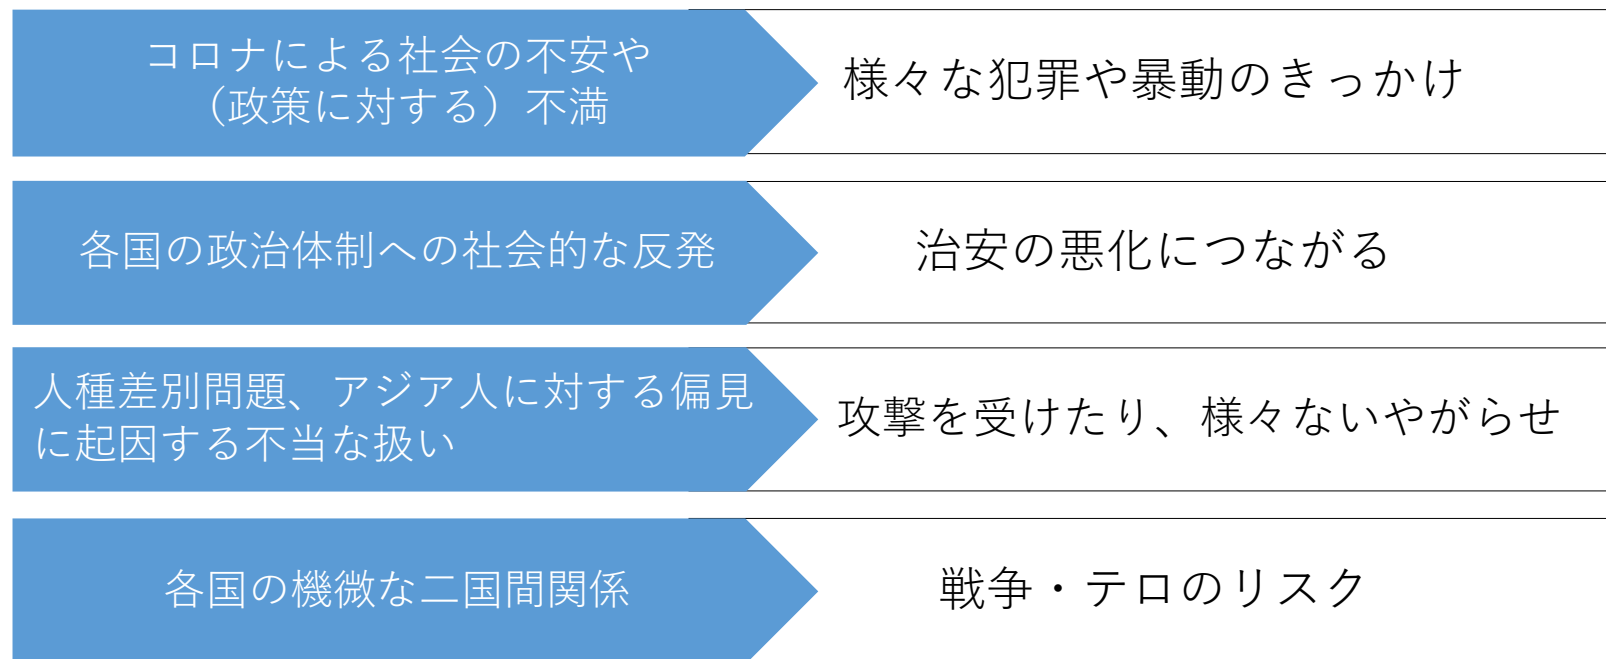 コロナによる社会の不安や
（政策に対する）不満
様々な犯罪や暴動のきっかけ
各国の政治体制への社会的な反発
治安の悪化につながる
人種差別問題、アジア人に対する偏見
に起因する不当な扱い
攻撃を受けたり、様々ないやがらせ
各国の機微な二国間関係
戦争・テロのリスク